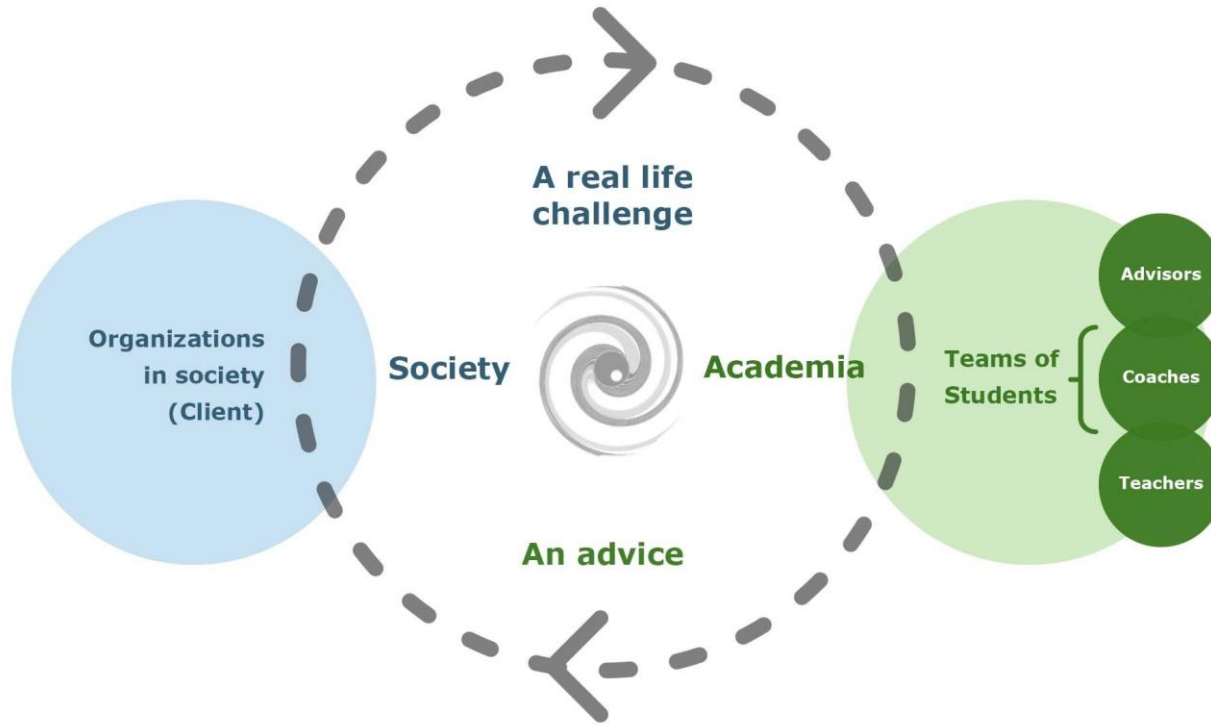 A real life
challenge
Organizations
in society
(Client)
Society
Academia
Teams of
Students
Advisors
Coaches
Teachers
An advice